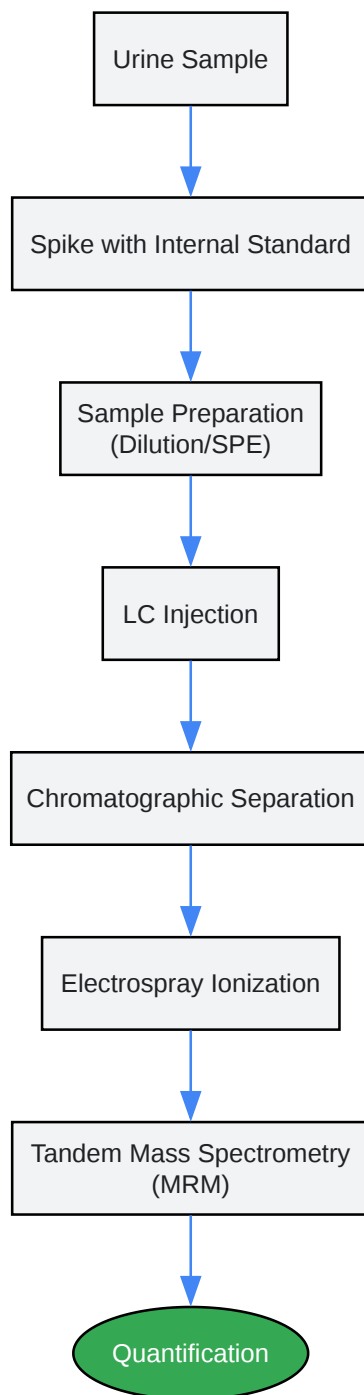 Urine Sample
Spike with Internal Standard
Sample Preparation
(Dilution/SPE)
LC Injection
Chromatographic Separation
Electrospray Ionization
Tandem Mass Spectrometry
(MRM)
Quantification